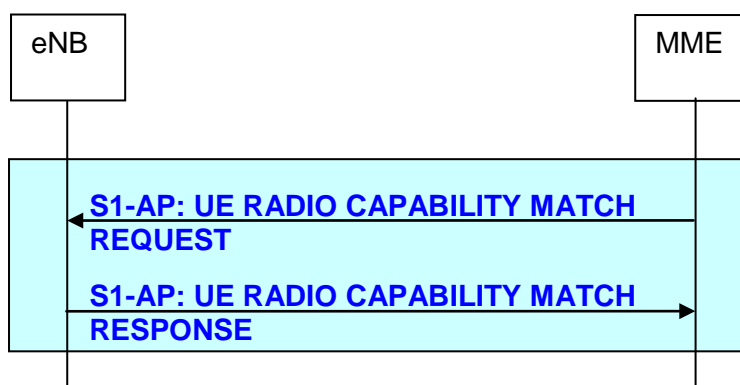 eNB
MME
S1-AP: UE RADIO CAPABILITY MATCH
REQUEST
S1-AP: UE RADIO CAPABILITY MATCH
RESPONSE